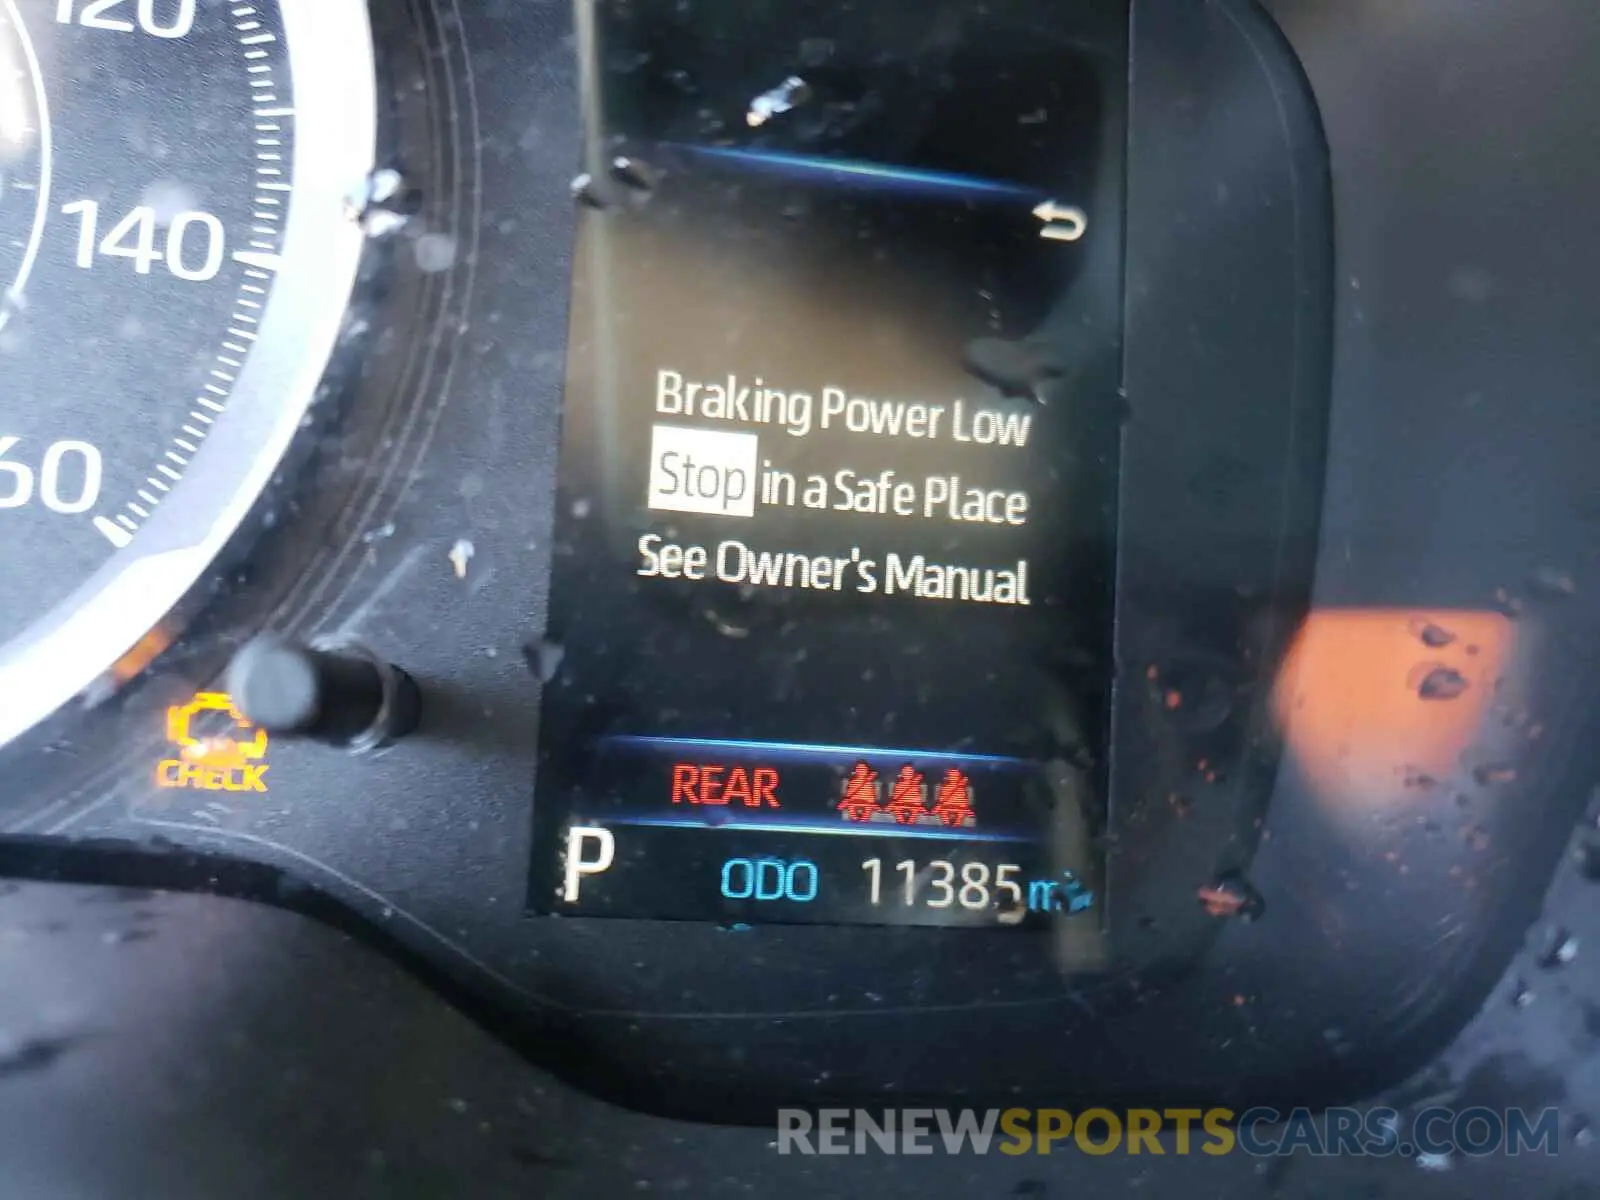 120
140
60
Braking Power Low
Stop in a Safe Place
See Owner's Manual
CHECK
REAR
P ODO 11385
RENEWSPORTSCARS.COM